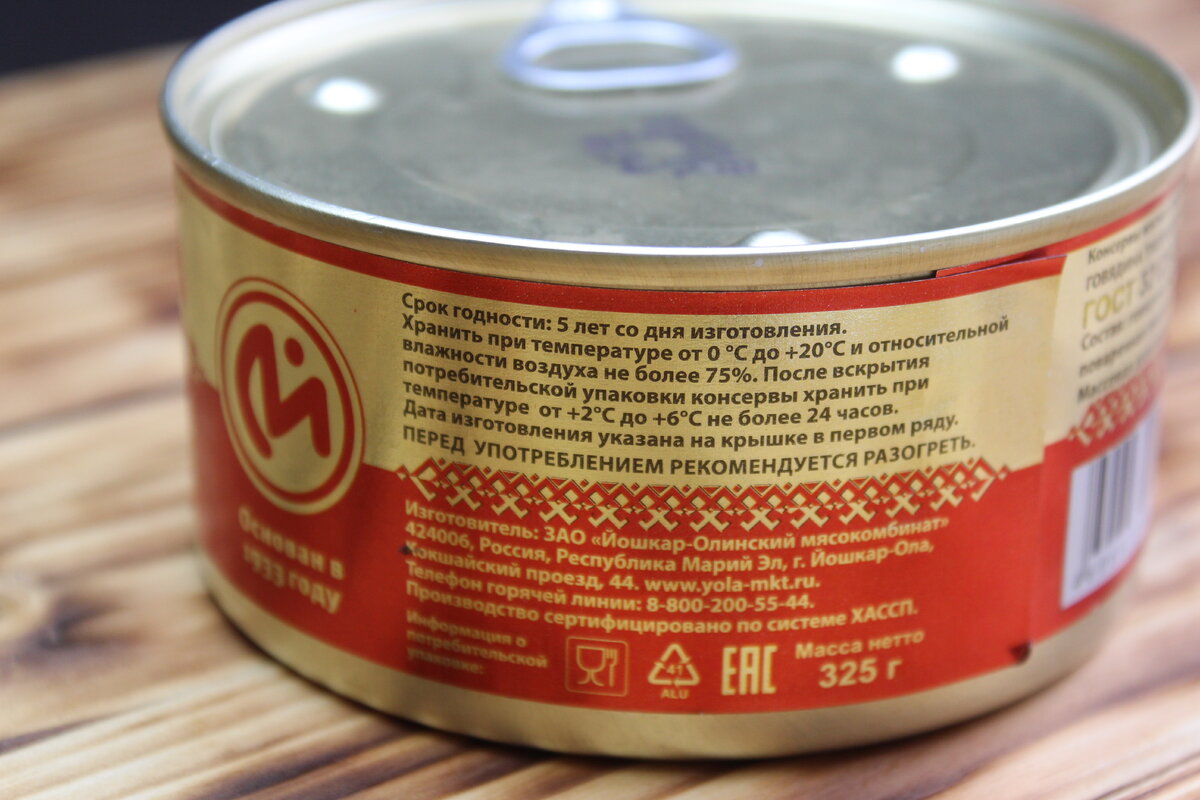 Срок годности: 5 лет со дня изготовления.
Хранить при температуре от 0 °С до +20°С и относительной
влажности воздуха не более 75%. После вскрытия
потребительской упаковки консервы хранить при
температуре от +2°С до +6°С не более 24 часов.
Дата изготовления указана на крышке в первом ряду.
ПЕРЕД УПОТРЕБЛЕНИЕМ РЕКОМЕНДУЕТСЯ РАЗОГРЕТЬ.
Изготовитель: ЗАО «Йошкар-Олинский мясокомбинат»
424006, Россия, Республика Марий Эл, г. Йошкар-Ола,
Кокшайский проезд, 44. www.yola-mkt.ru.
Телефон горячей линии: 8-800-200-55-44.
Производство сертифицировано по системе ХАССП.
Информация о
потребительской
упаковке:
41
ALU
EAC
Масса нетто
325 г
Основан в
1933 году
Консервы
ГОСТ
Состав: